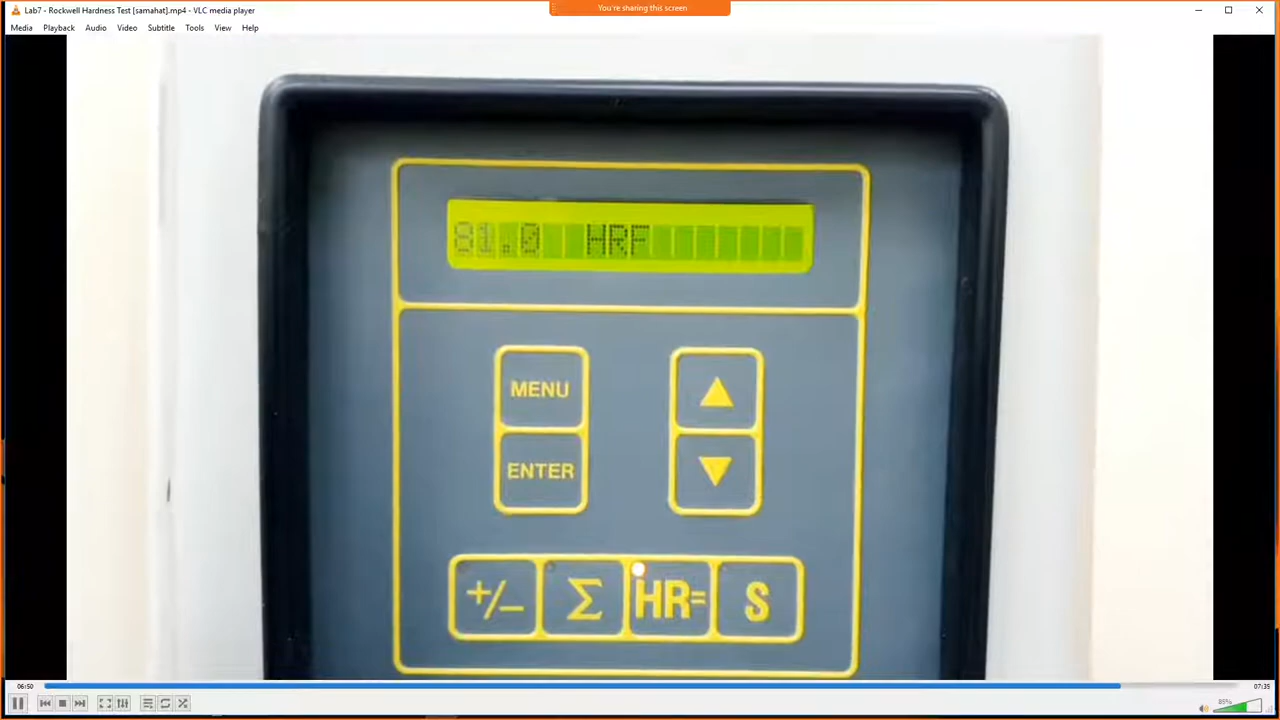 Lab7 - Rockwell Hardness Test [samahat].mp4 - VLC media player
You're sharing this screen
Media Playback Audio Video Subtitle Tools View Help
81.0 HRF
MENU
ENTER
+/− Σ HR= S
06:50
07:35
85%